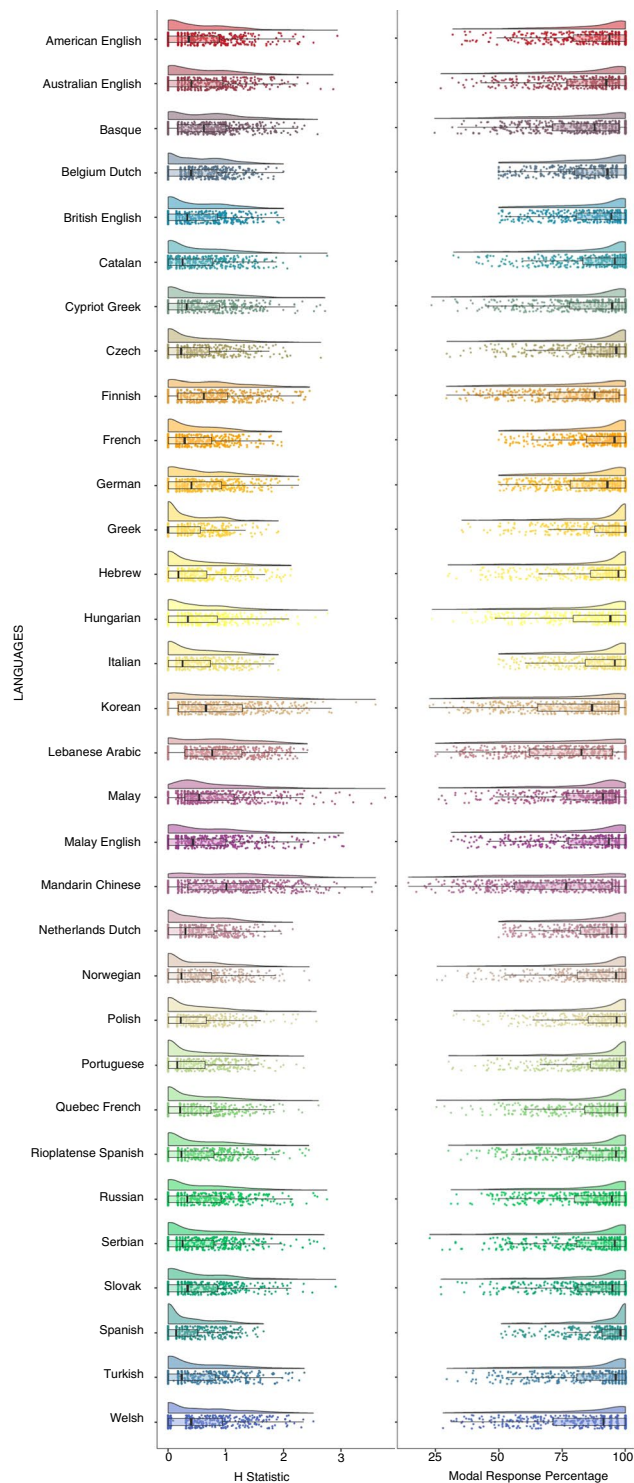 LANGUAGES
American English
Australian English
Basque
Belgium Dutch
British English
Catalan
Cypriot Greek
Czech
Finnish
French
German
Greek
Hebrew
Hungarian
Italian
Korean
Lebanese Arabic
Malay
Malay English
Mandarin Chinese
Netherlands Dutch
Norwegian
Polish
Portuguese
Quebec French
Rioplatense Spanish
Russian
Serbian
Slovak
Spanish
Turkish
Welsh
0 1 2 3 25 50 75 100
H Statistic Modal Response Percentage